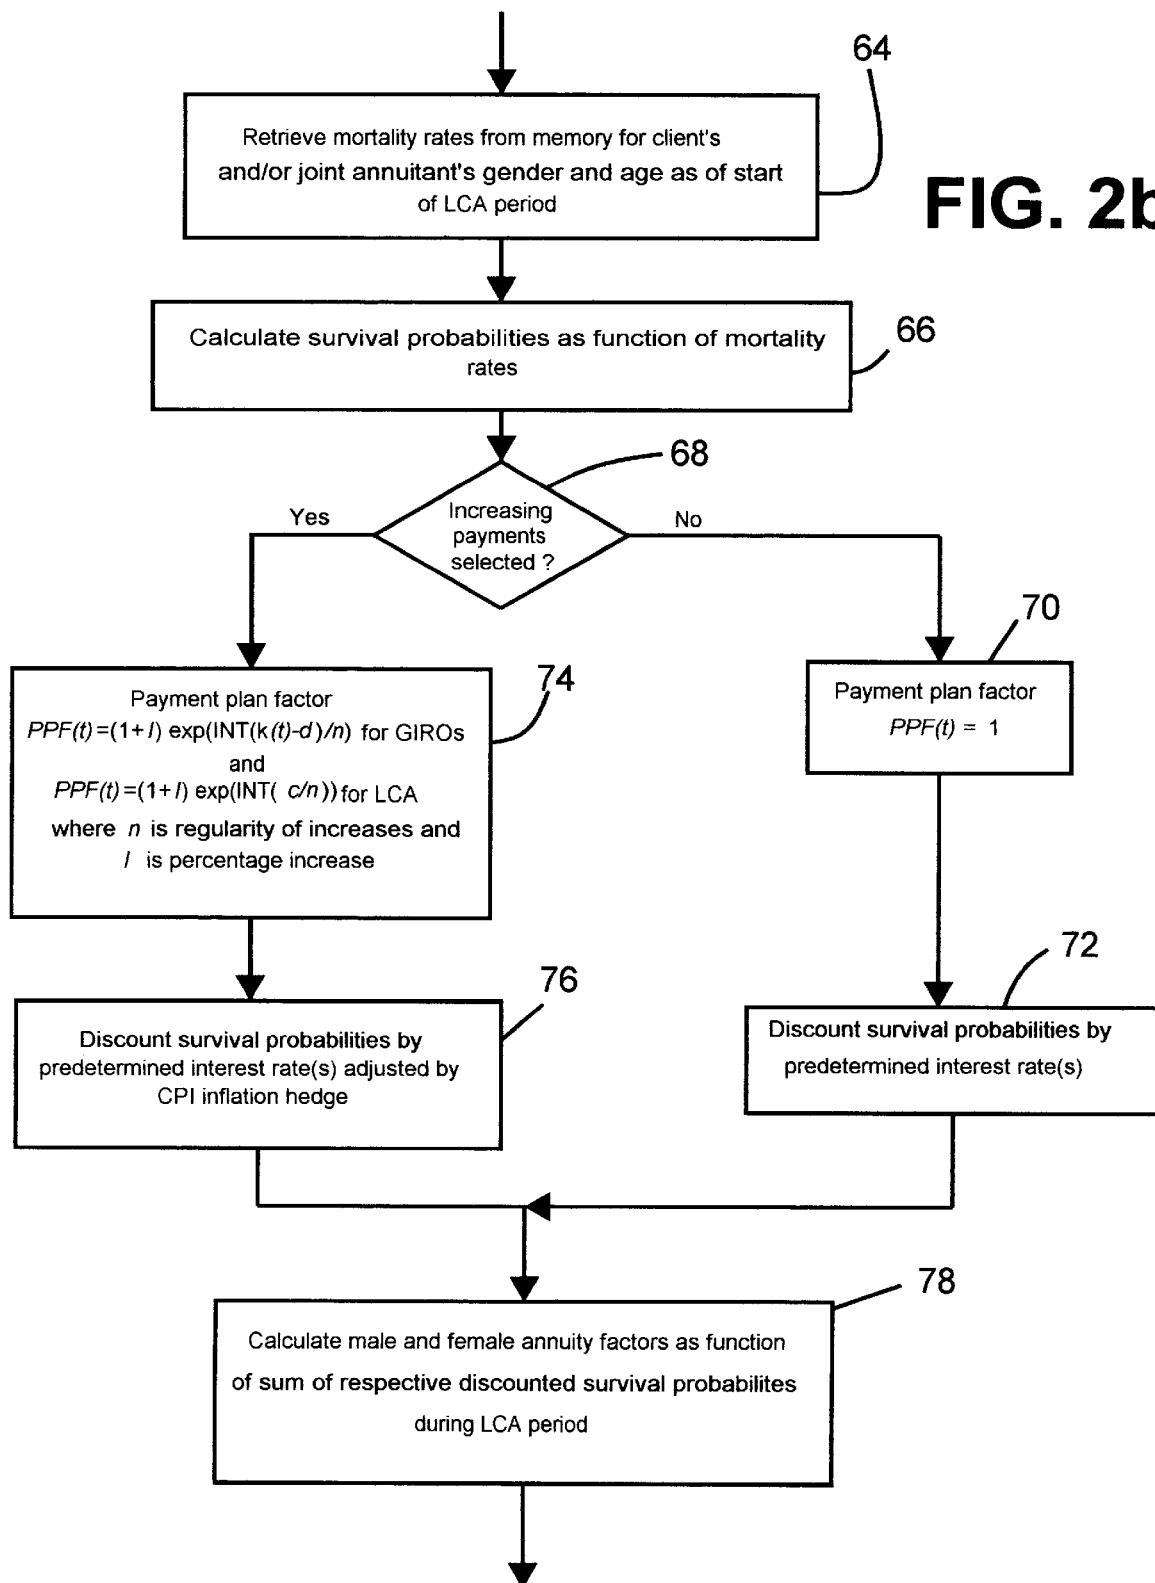 64
Retrieve mortality rates from memory for client's
and/or joint annuitant's gender and age as of start
of LCA period
FIG. 2b
Calculate survival probabilities as function of mortality
rates
66
68
Increasing
payments
selected ?
Yes
No
70
Payment plan factor
PPF(t) = 1
74
Payment plan factor
PPF(t)=(1+I) exp(INT(k(t)-d)/n) for GIROs
and
PPF(t)=(1+I) exp(INT( c/n)) for LCA
where n is regularity of increases and
I is percentage increase
72
Discount survival probabilities by
predetermined interest rate(s)
76
Discount survival probabilities by
predetermined interest rate(s) adjusted by
CPI inflation hedge
78
Calculate male and female annuity factors as function
of sum of respective discounted survival probabilites
during LCA period